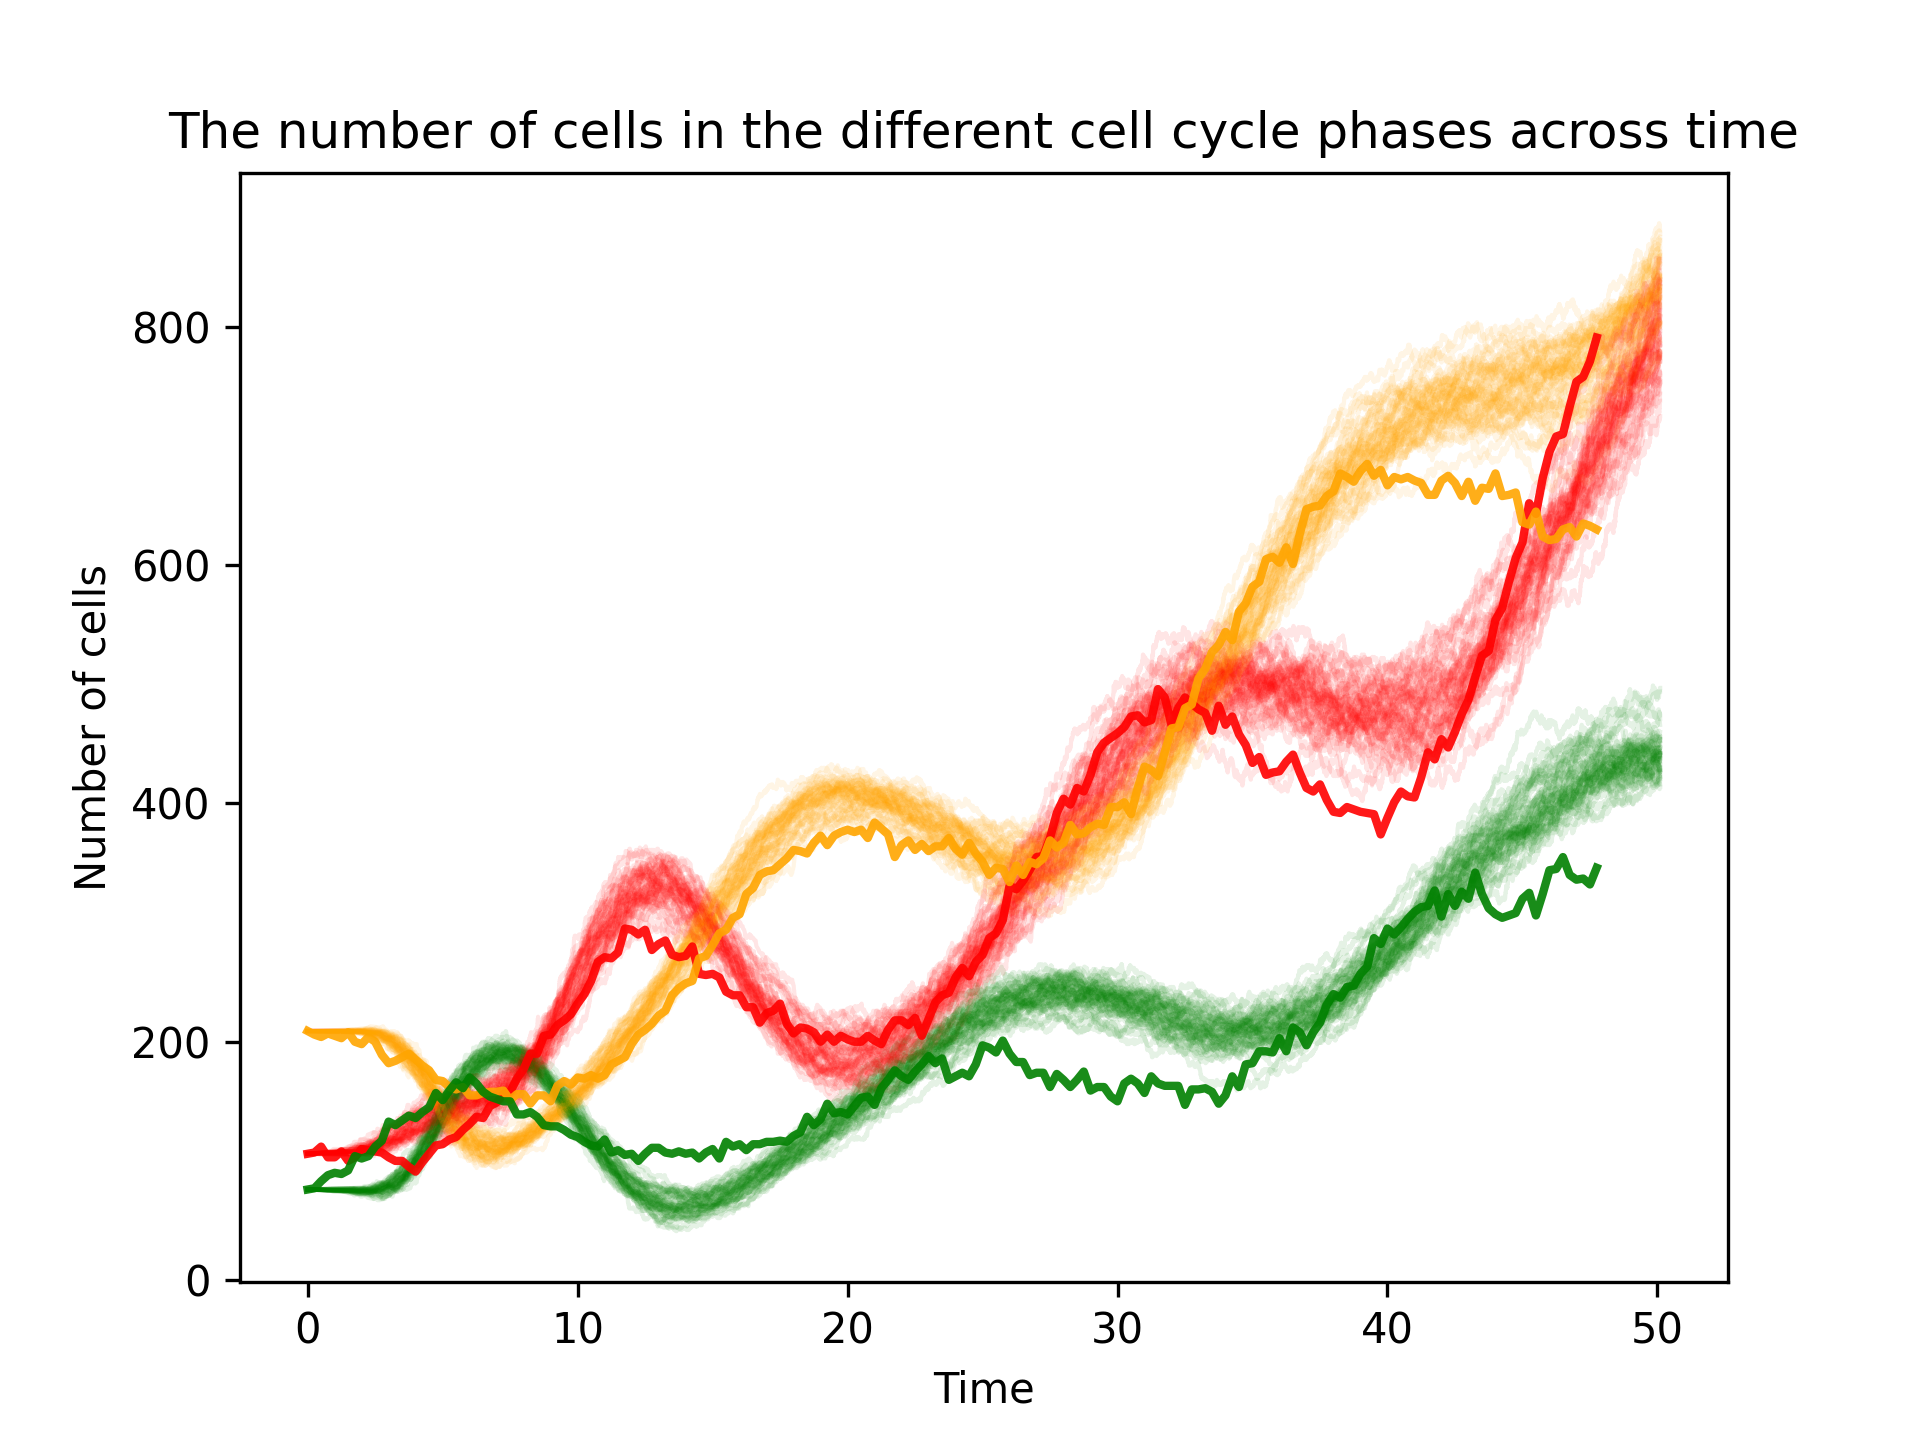 The number of cells in the different cell cycle phases across time
Number of cells
800
600
400
200
0
0 10 20 30 40 50
Time